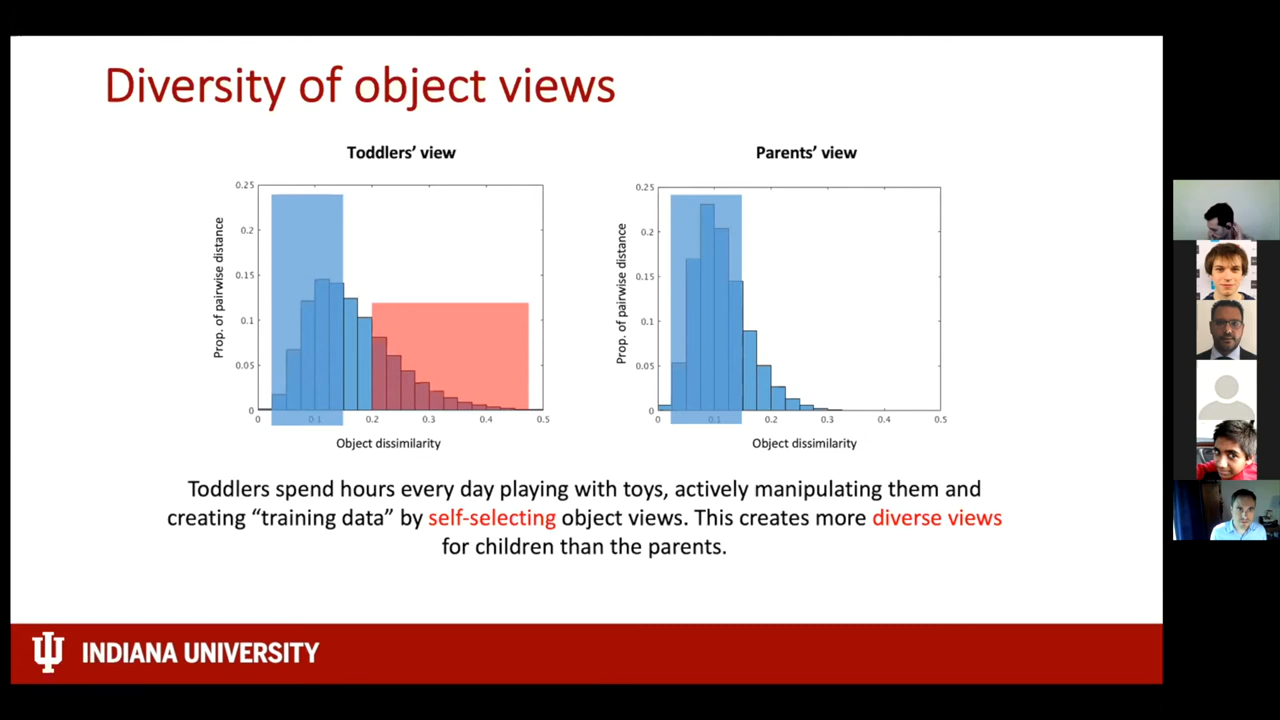 Diversity of object views
Toddlers' view
Parents' view
0.25
0.2
0.15
0.1
0.05
0
0
0.1
0.2
0.3
0.4
0.5
Prop. of pairwise distance
Object dissimilarity
0.25
0.2
0.15
0.1
0.05
0
0
0.1
0.2
0.3
0.4
0.5
Prop. of pairwise distance
Object dissimilarity
Toddlers spend hours every day playing with toys, actively manipulating them and
creating “training data” by self-selecting object views. This creates more diverse views
for children than the parents.
INDIANA UNIVERSITY